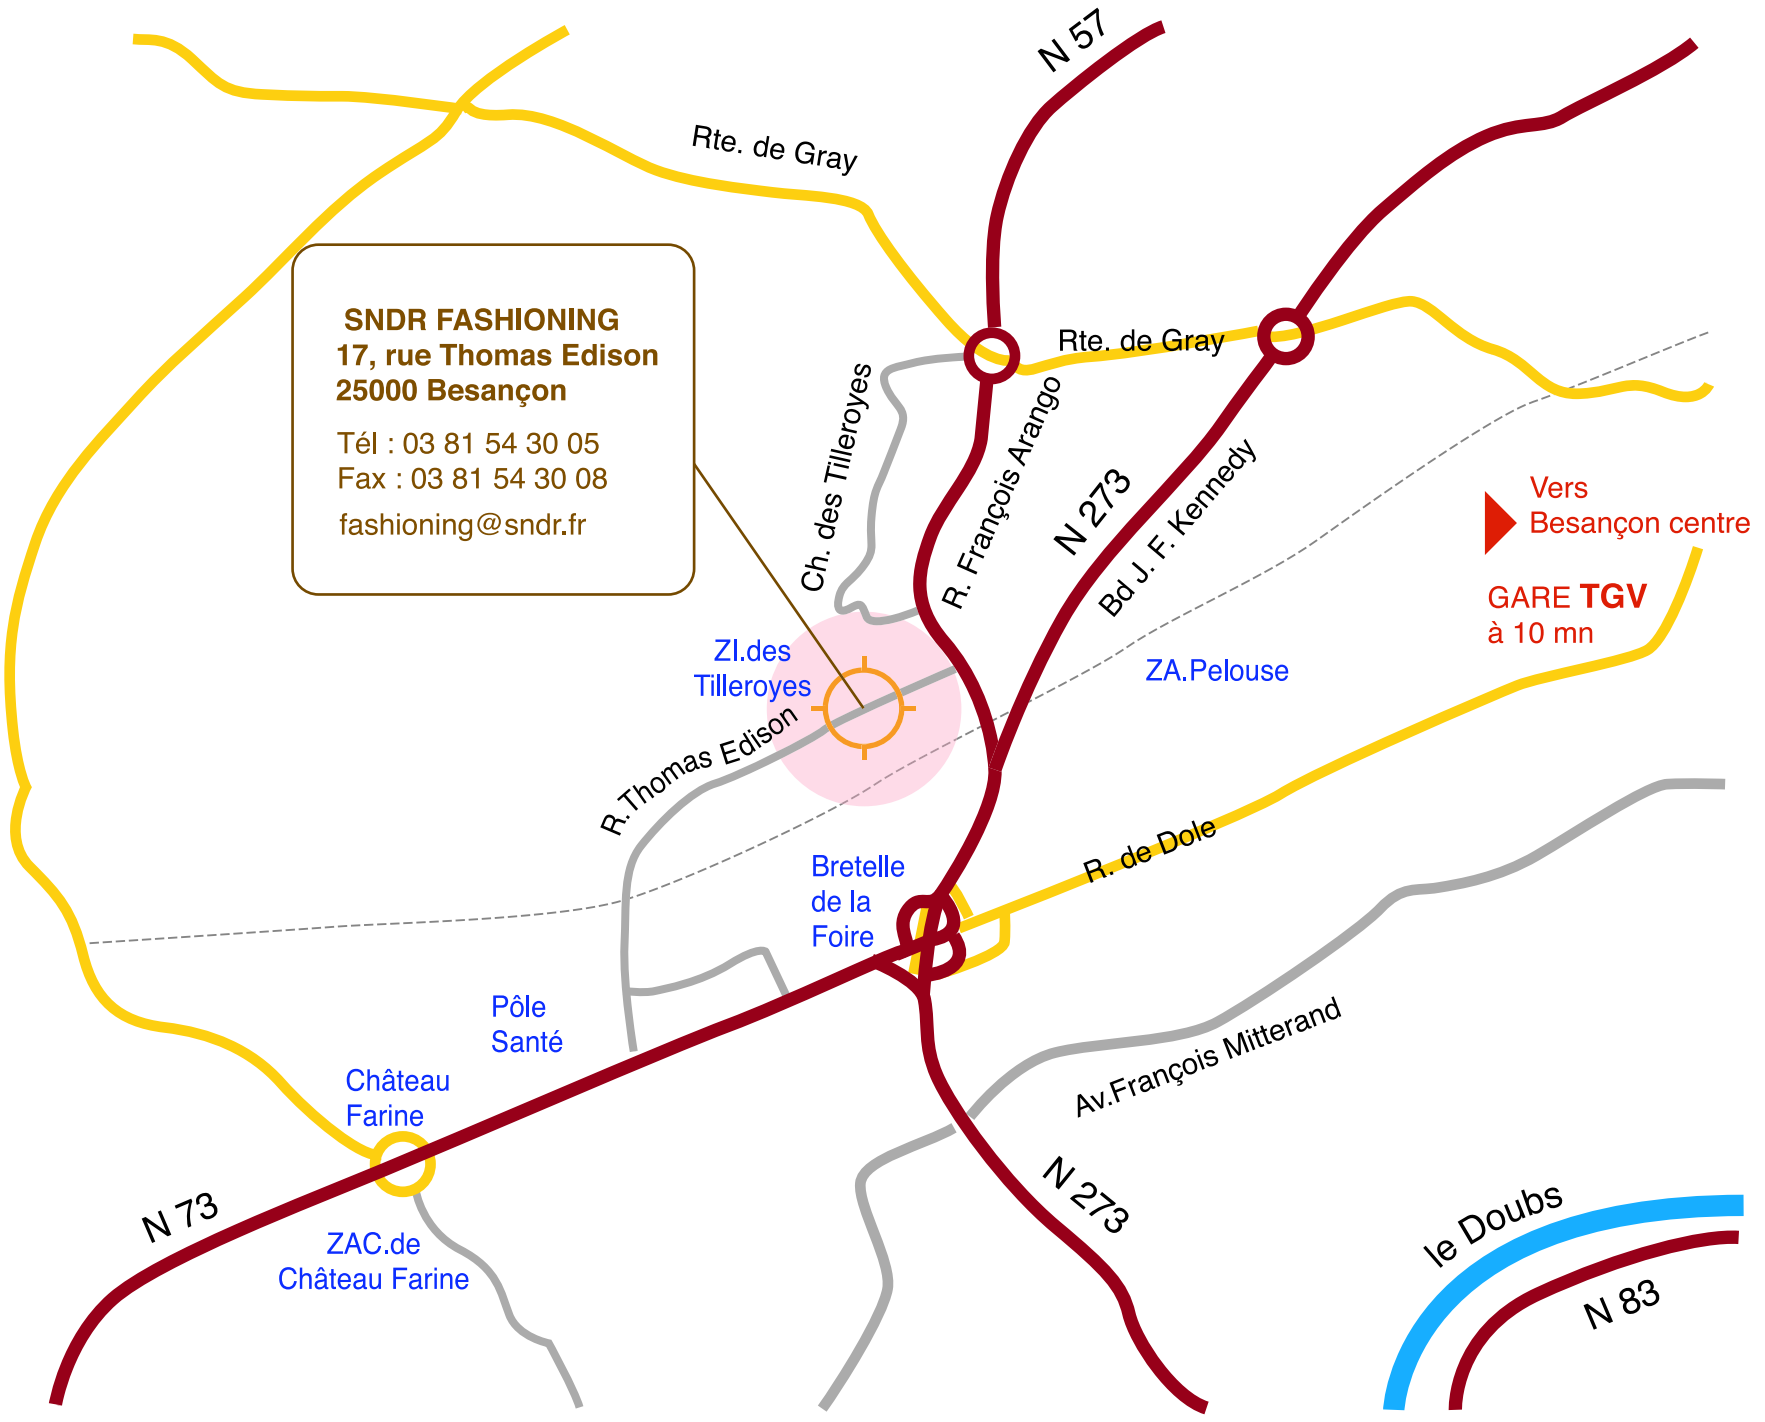 N 57
Rte. de Gray
SNDR FASHIONING
17, rue Thomas Edison
25000 Besançon
Tél : 03 81 54 30 05
Fax : 03 81 54 30 08
fashioning@sndr.fr
Rte. de Gray
Ch. des Tilleroyes
R. François Arango
N 273
Bd J. F. Kennedy
Vers
Besançon centre
GARE TGV
à 10 mn
ZI.des
Tilleroyes
ZA.Pelouse
R. Thomas Edison
R. de Dole
Bretelle
de la
Foire
Pôle
Santé
Château
Farine
Av.François Mitterand
N 73
N 273
ZAC.de
Château Farine
le Doubs
N 83